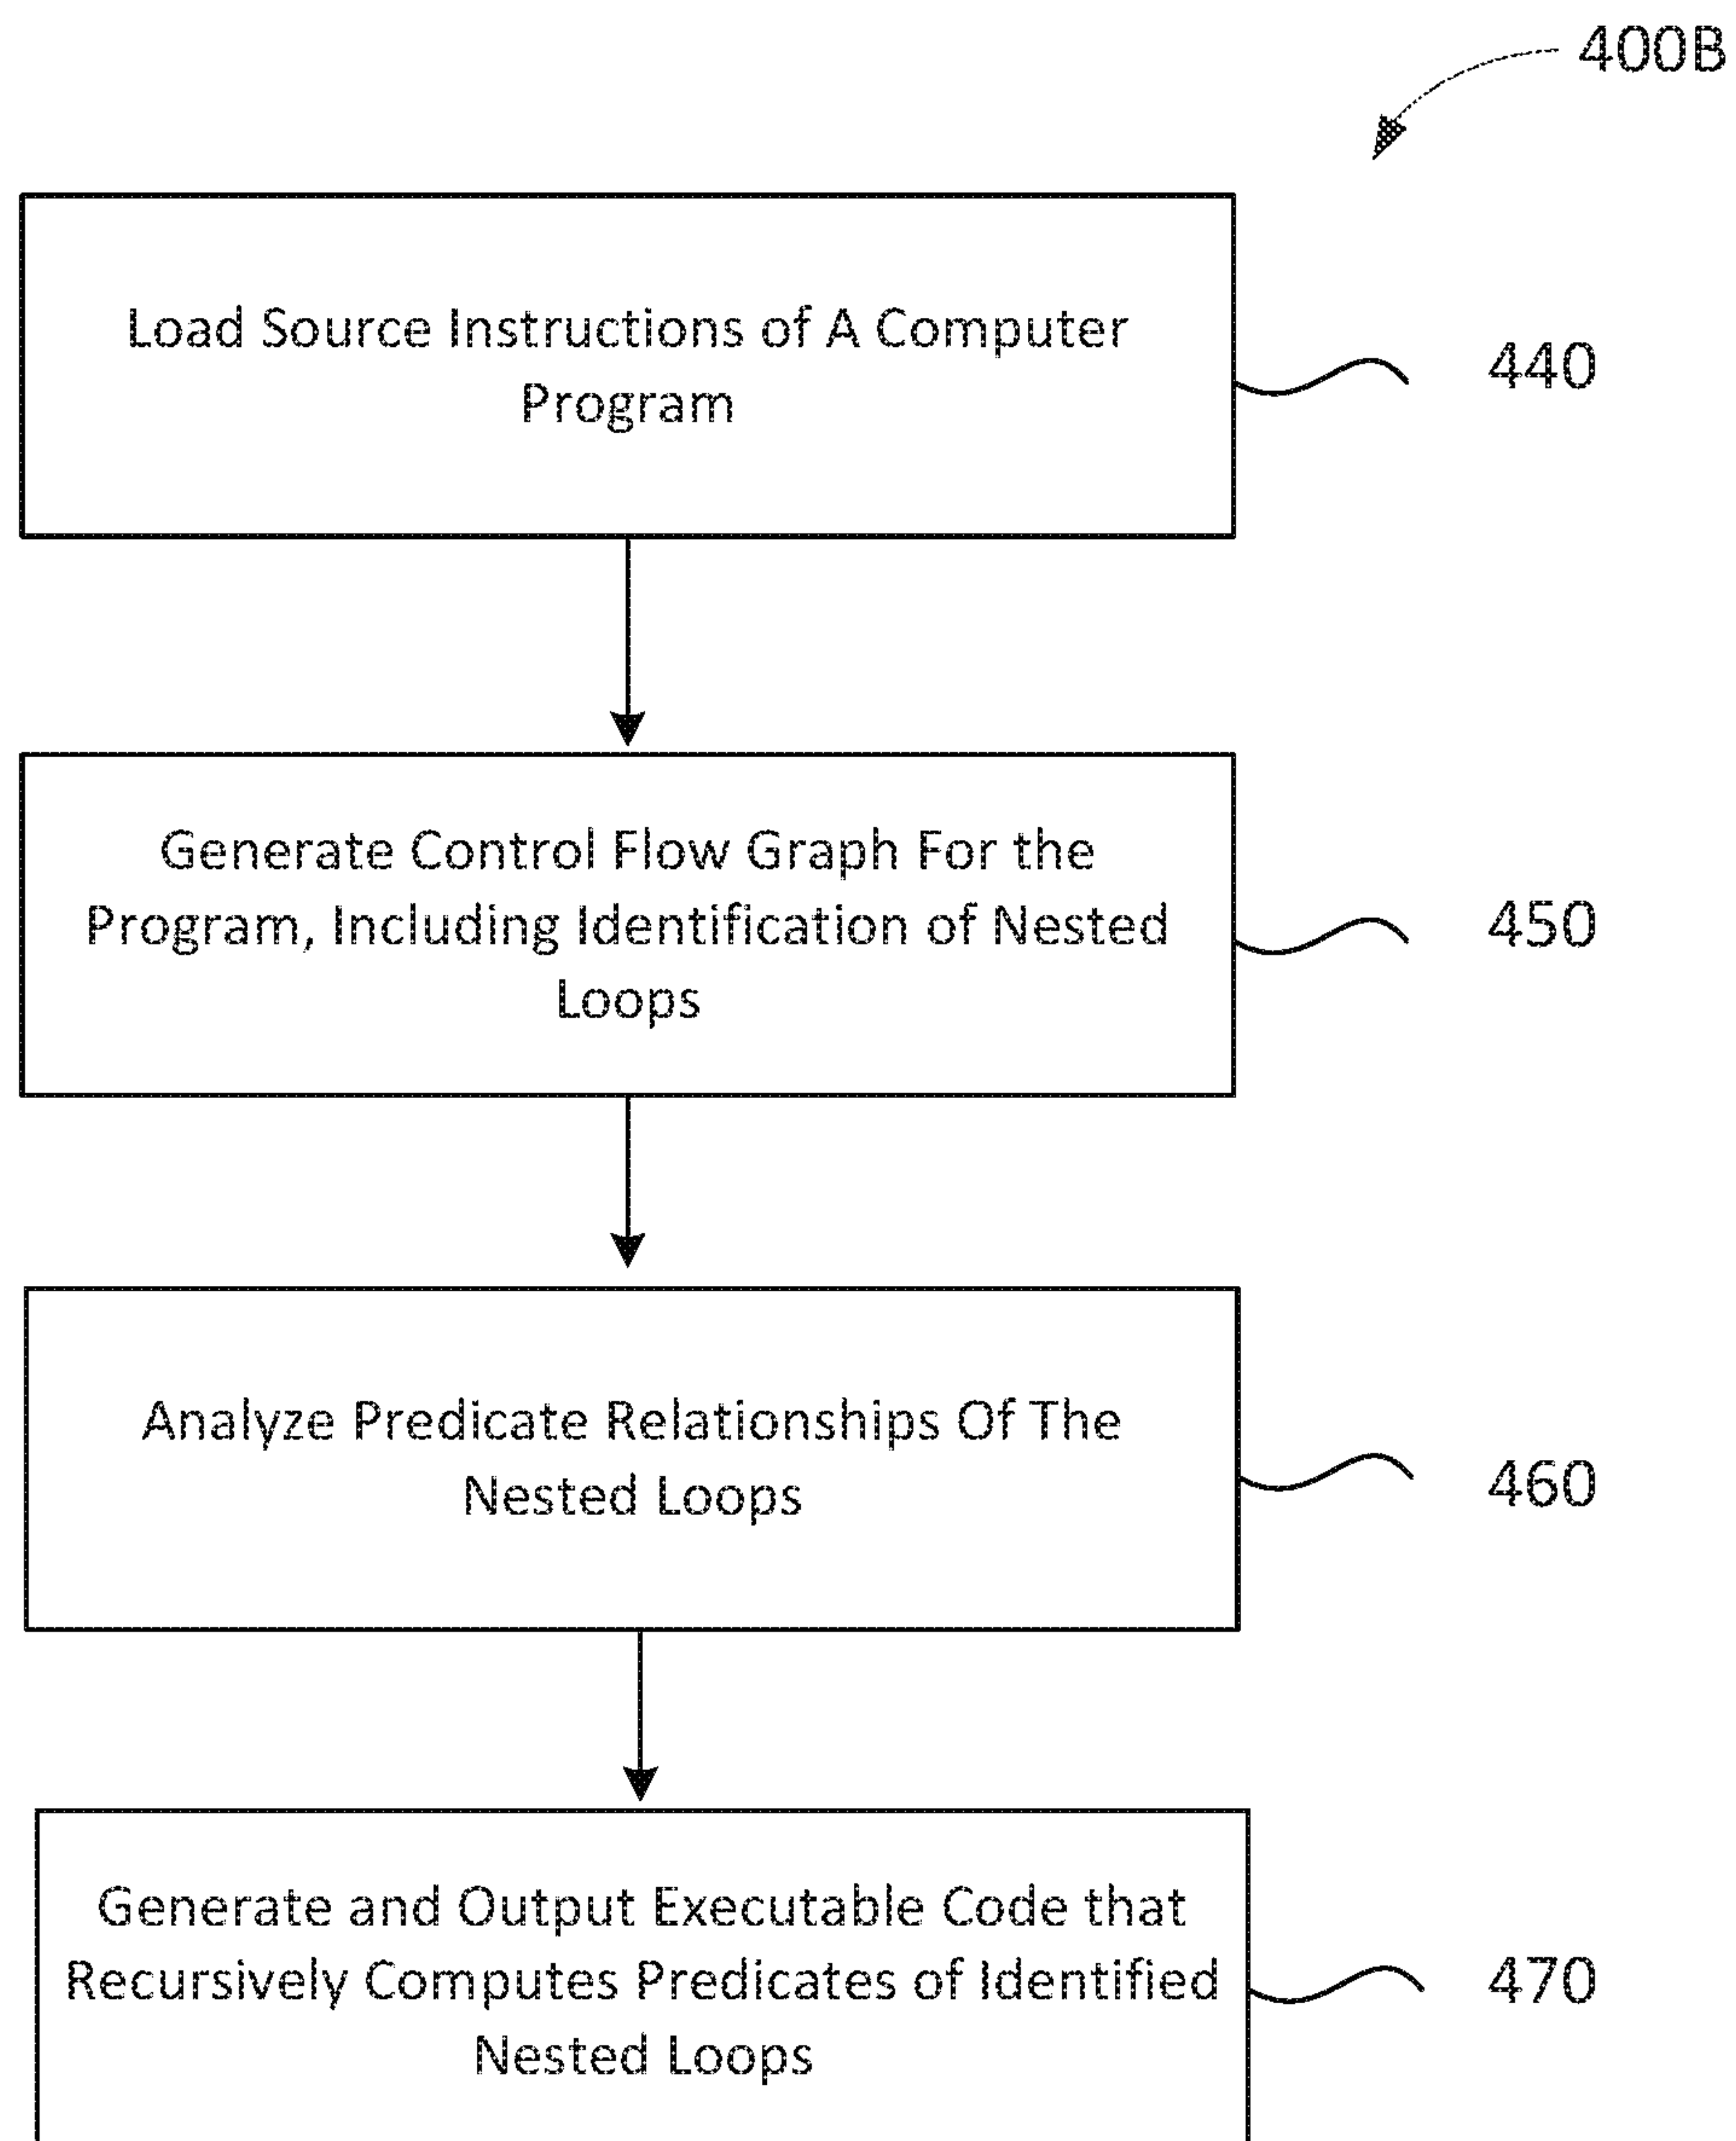 400B
Load Source Instructions of A Computer
Program
440
Generate Control Flow Graph For the
Program, Including Identification of Nested
Loops
450
Analyze Predicate Relationships Of The
Nested Loops
460
Generate and Output Executable Code that
Recursively Computes Predicates of Identified
Nested Loops
470